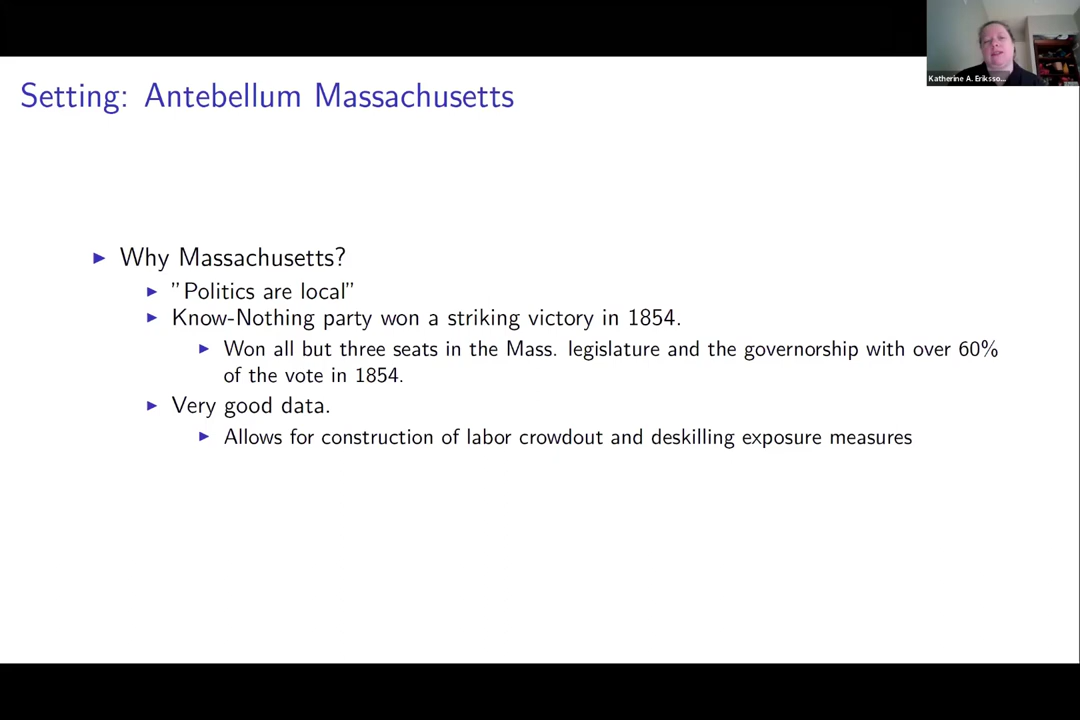 Katherine A. Eriksso...
Setting: Antebellum Massachusetts
Why Massachusetts?
"Politics are local"
Know-Nothing party won a striking victory in 1854.
Won all but three seats in the Mass. legislature and the governorship with over 60%
of the vote in 1854.
Very good data.
Allows for construction of labor crowdout and deskilling exposure measures